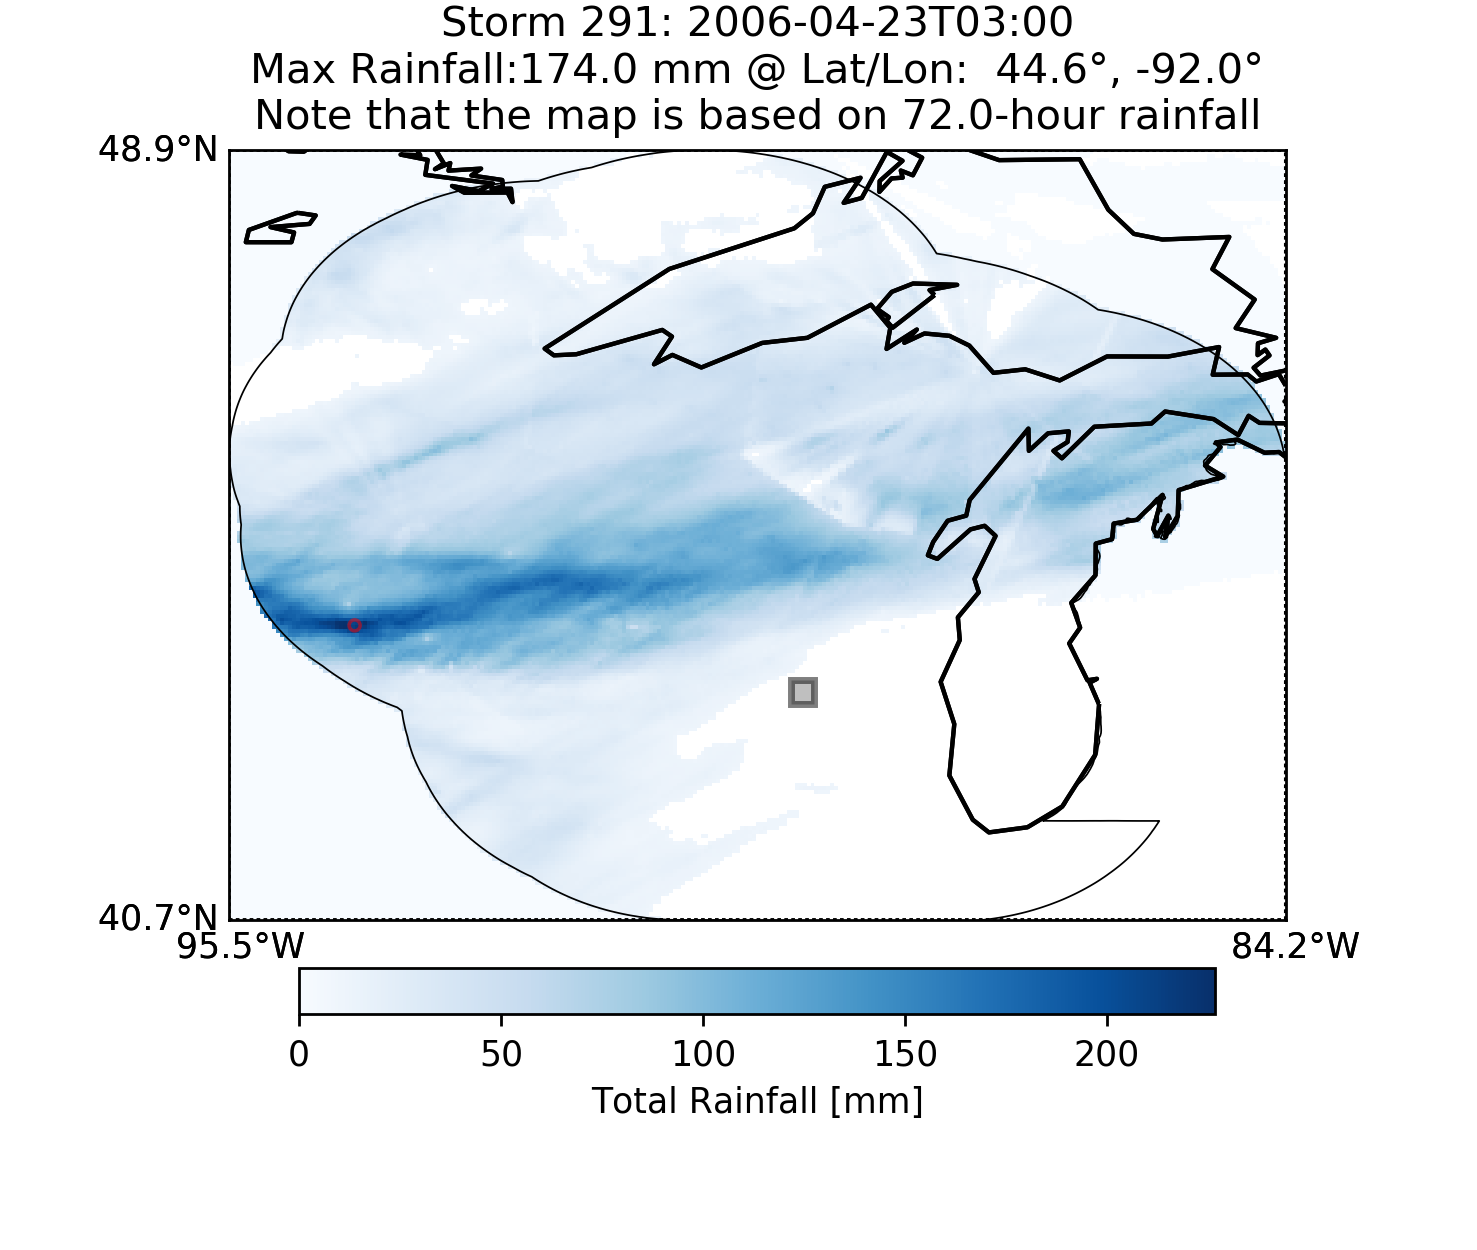 Storm 291: 2006-04-23T03:00
Max Rainfall:174.0 mm @ Lat/Lon:  44.6°, -92.0°
Note that the map is based on 72.0-hour rainfall
48.9°N
40.7°N
95.5°W 84.2°W
0 50 100 150 200
Total Rainfall [mm]